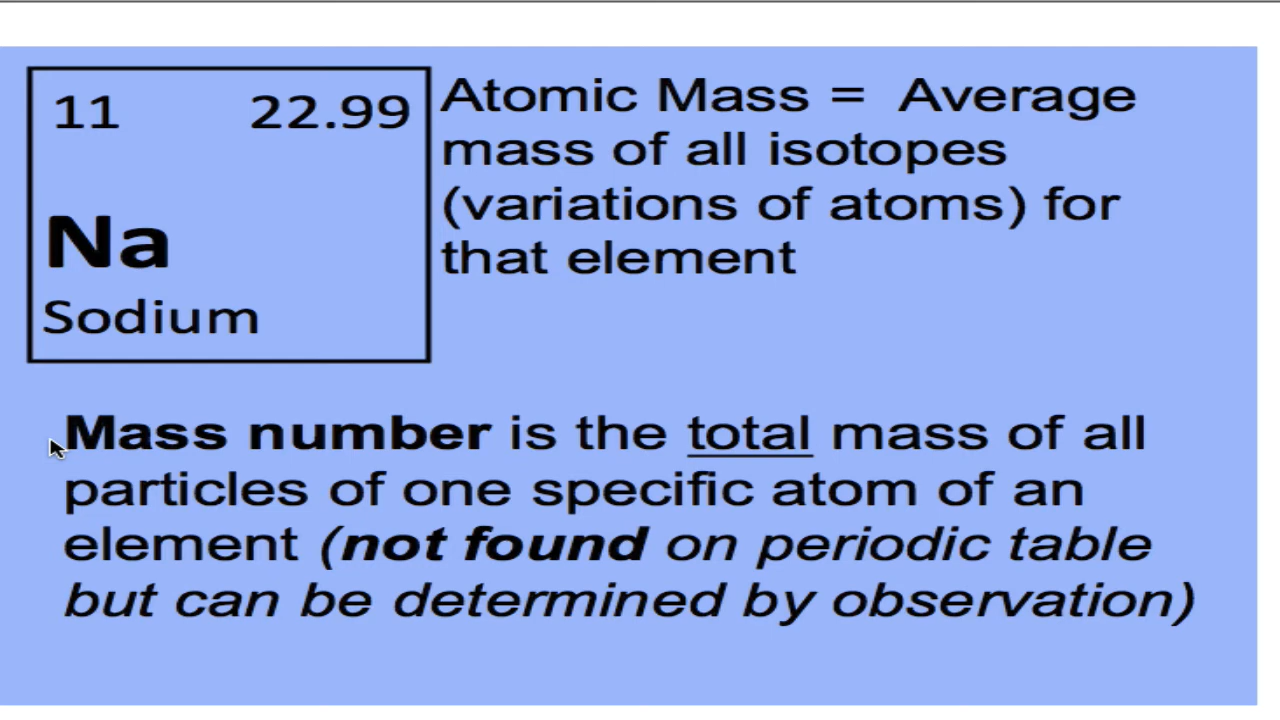 11 22.99
Na
Sodium
Atomic Mass = Average
mass of all isotopes
(variations of atoms) for
that element
Mass number is the total mass of all
particles of one specific atom of an
element (not found on periodic table
but can be determined by observation)